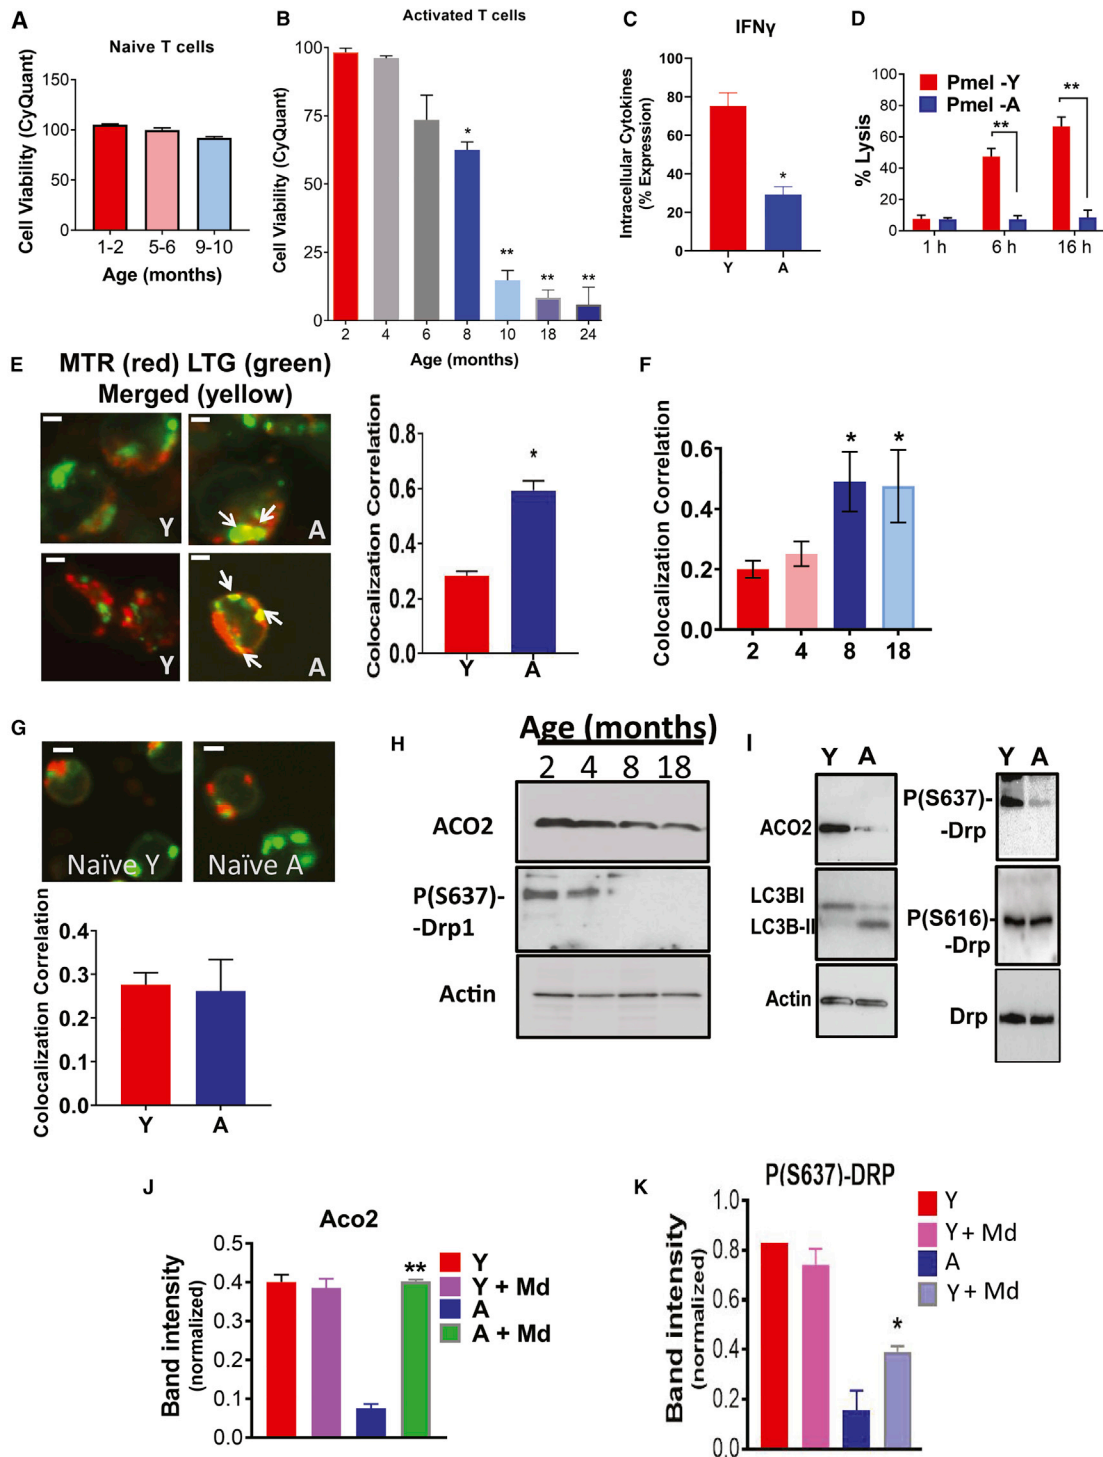 A
Naive T cells
Cell Viability (CyQuant)
150
100
50
0
1-2 5-6 9-10
Age (months)
B
Activated T cells
Cell Viability (CyQuant)
100
75
50
25
0
*
** ** **
2 4 6 8 10 18 24
Age (months)
C
IFNγ
Intracellular Cytokines
(% Expression)
100
80
60
40
20
0
*
Y A
D
% Lysis
100
80
60
40
20
0
Pmel -Y
Pmel -A
** **
1 h 6 h 16 h
E
MTR (red) LTG (green)
Merged (yellow)
Y A
Y A
Colocalization Correlation
0.8
0.6
0.4
0.2
0.0
*
Y A
F
Colocalization Correlation
0.6
0.4
0.2
0.0
* *
2 4 8 18
G
Naïve Y Naïve A
Colocalization Correlation
0.4
0.3
0.2
0.1
0.0
Y A
H
Age (months)
2 4 8 18
ACO2
P(S637)-
-Drp1
Actin
I
Y A
ACO2
LC3BI
LC3B-II
Actin
Y A
P(S637)-
-Drp
P(S616)-
-Drp
Drp
J
Aco2
Band intensity
(normalized)
0.5
0.4
0.3
0.2
0.1
0.0
**
Y
Y + Md
A
A + Md
K
P(S637)-DRP
Band intensity
(normalized)
1.0
0.8
0.6
0.4
0.2
0.0
*
Y
Y + Md
A
Y + Md